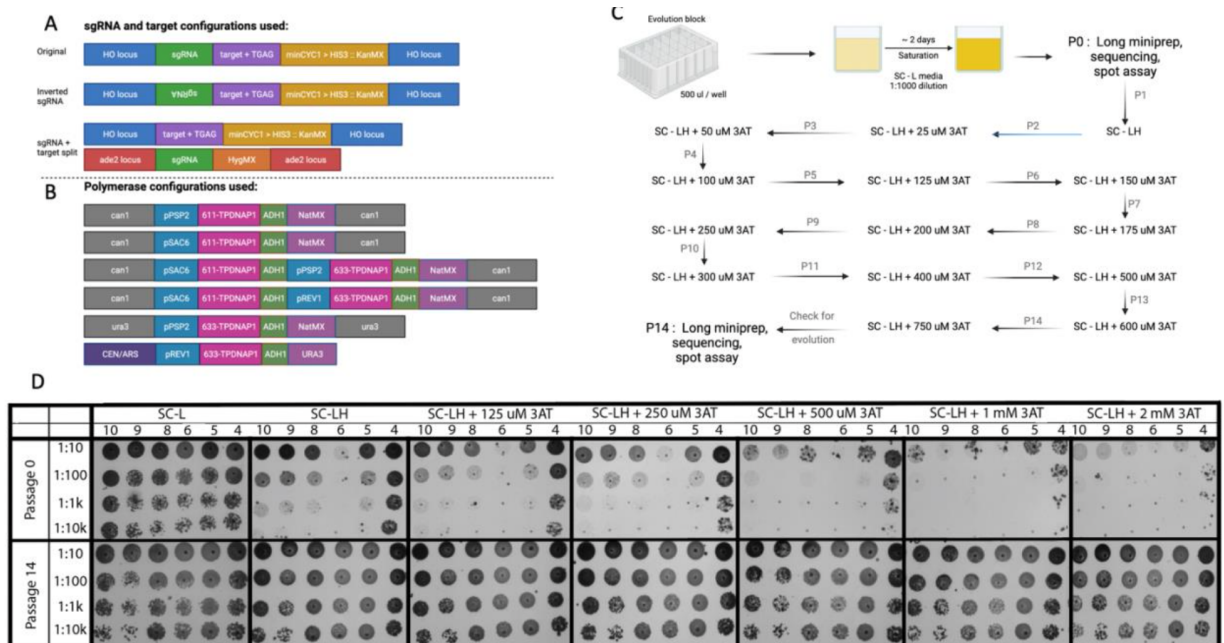 A
sgRNA and target configurations used:
Original
HO locus sgRNA target + TGAG minCYC1 > HIS3 :: KanMX HO locus
Inverted sgRNA
HO locus sgRNA target + TGAG minCYC1 > HIS3 :: KanMX HO locus
sgRNA + target split
HO locus target + TGAG minCYC1 > HIS3 :: KanMX HO locus
ade2 locus sgRNA HygMX ade2 locus
B
Polymerase configurations used:
can1 pPSP2 611-TPDNAP1 ADH1 NatMX can1
can1 pSAC6 611-TPDNAP1 ADH1 NatMX can1
can1 pSAC6 611-TPDNAP1 ADH1 pPSP2 633-TPDNAP1 ADH1 NatMX can1
can1 pSAC6 611-TPDNAP1 ADH1 pREV1 633-TPDNAP1 ADH1 NatMX can1
ura3 pPSP2 633-TPDNAP1 ADH1 NatMX ura3
CEN/ARS pREV1 633-TPDNAP1 ADH1 URA3
C
Evolution block
500 ul / well
~ 2 days
Saturation
SC - L media
1:1000 dilution
P0 : Long miniprep,
sequencing,
spot assay
P1
SC - LH + 50 uM 3AT P3 SC - LH + 25 uM 3AT P2 SC - LH
P4
SC - LH + 100 uM 3AT P5 SC - LH + 125 uM 3AT P6 SC - LH + 150 uM 3AT
P7
SC - LH + 250 uM 3AT P9 SC - LH + 200 uM 3AT P8 SC - LH + 175 uM 3AT
P10
SC - LH + 300 uM 3AT P11 SC - LH + 400 uM 3AT P12 SC - LH + 500 uM 3AT
P13
P14 : Long miniprep,
sequencing,
spot assay
Check for
evolution
SC - LH + 750 uM 3AT P14 SC - LH + 600 uM 3AT
D
SC-L SC-LH SC-LH + 125 uM 3AT SC-LH + 250 uM 3AT SC-LH + 500 uM 3AT SC-LH + 1 mM 3AT SC-LH + 2 mM 3AT
10 9 8 6 5 4 10 9 8 6 5 4 10 9 8 6 5 4 10 9 8 6 5 4 10 9 8 6 5 4 10 9 8 6 5 4 10 9 8 6 5 4
Passage 0
1:10
1:100
1:1k
1:10k
Passage 14
1:10
1:100
1:1k
1:10k